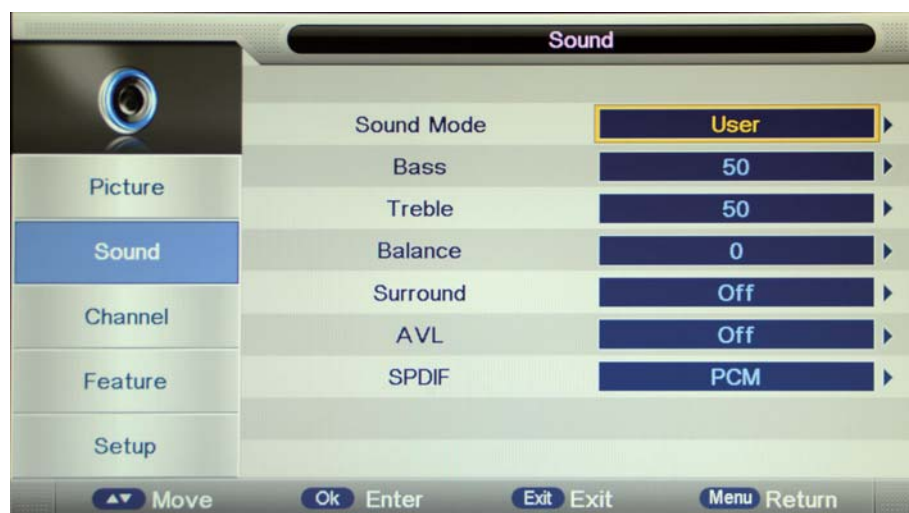 Sound
Picture
Sound
Channel
Feature
Setup
Sound Mode User
Bass 50
Treble 50
Balance 0
Surround Off
AVL Off
SPDIF PCM
▲▼ Move Ok Enter Exit Exit Menu Return